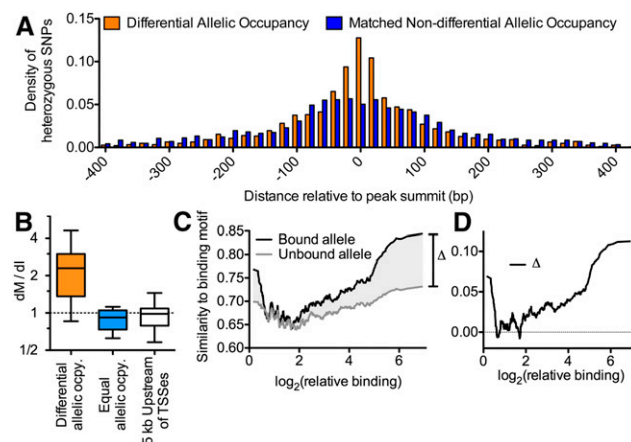 A
Differential Allelic Occupancy
Matched Non-differential Allelic Occupancy
Density of
heterozygous SNPs
0.15
0.10
0.05
0.00
-400
-300
-200
-100
0
100
200
300
400
Distance relative to peak summit (bp)
B
dM / dI
4
2
1
1/2
Differential
allelic ocpy.
Equal
allelic occpy.
5 kb Upstream
of TSSes
C
Similarity to binding motif
0.85
0.80
0.75
0.70
0.65
0.60
Bound allele
Unbound allele
Δ
0
2
4
6
log2(relative binding)
D
0.10
0.05
0.00
Δ
0
2
4
6
log2(relative binding)